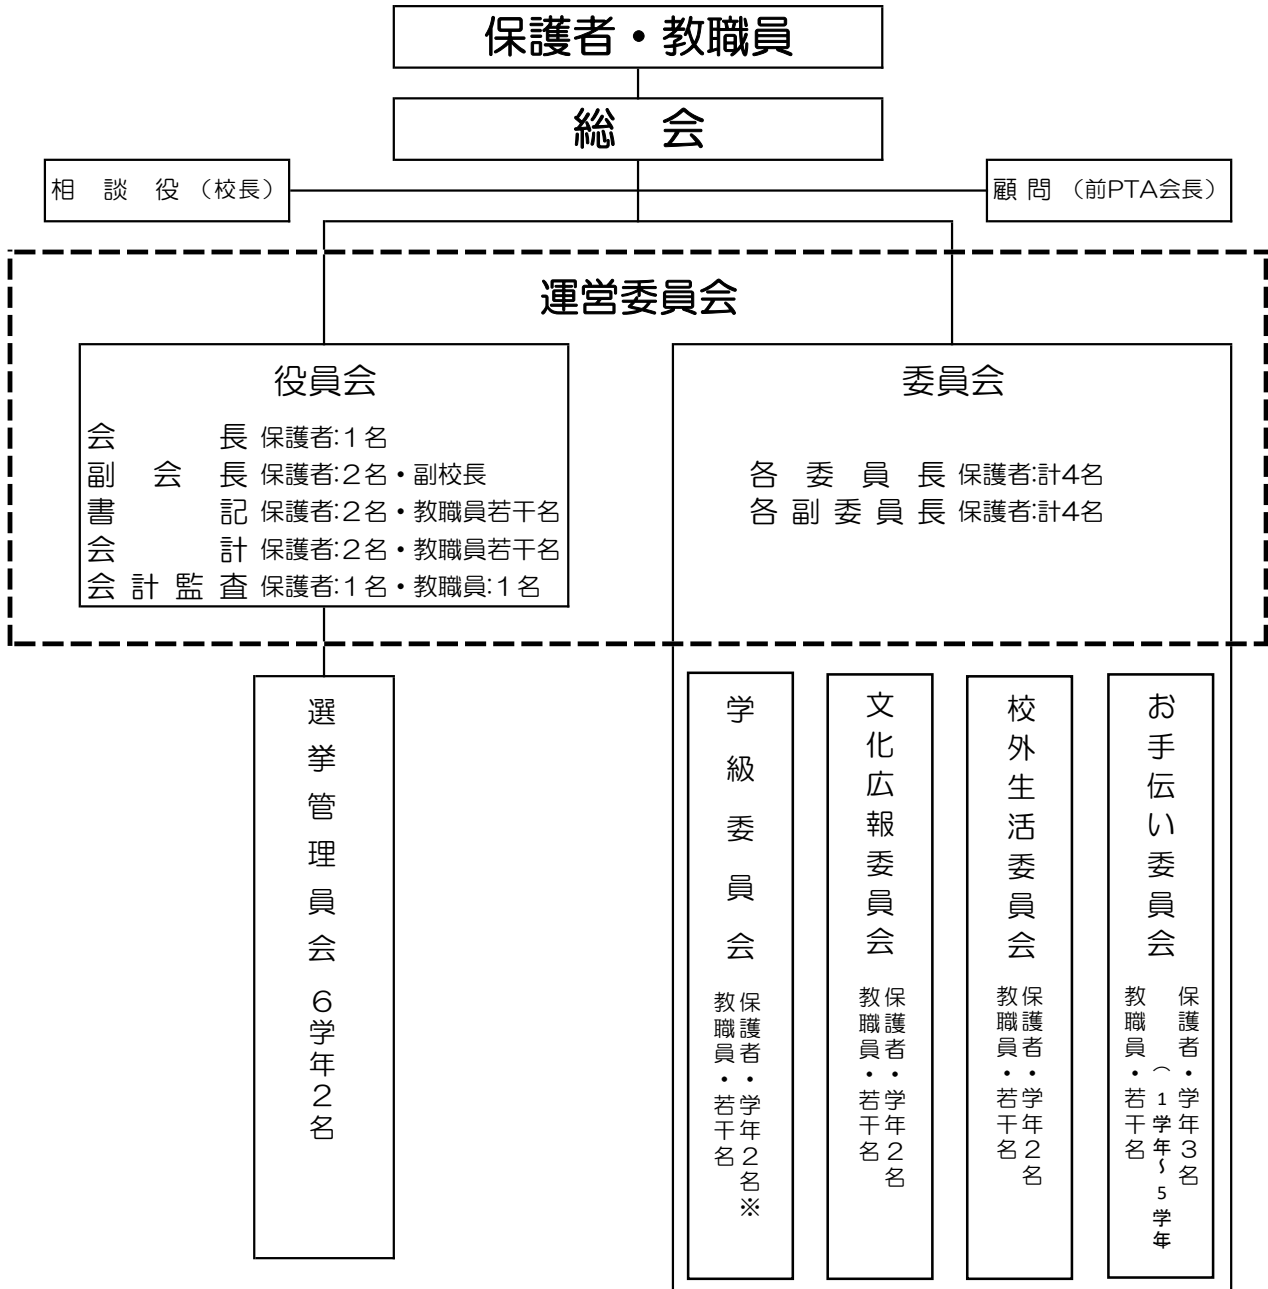 保護者・教職員
総　会
相　談　役（校長）
顧 問 （前PTA会長）
運営委員会
役員会
会　　　長 保護者:１名
副　会　長 保護者:２名・副校長
書　　　記 保護者:２名・教職員若干名
会　　　計 保護者:２名・教職員若干名
会 計 監 査 保護者:１名・教職員:１名
委員会
各 委 員 長 保護者:計4名
各 副 委 員 長 保護者:計4名
選挙管理員会 ６学年２名
学級委員会
保護者・学年２名※
教職員・若干名
文化広報委員会
保護者・学年２名
教職員・若干名
校外生活委員会
保護者・学年２名
教職員・若干名
お手伝い委員会
保護者・学年３名
（1学年～5学年
教職員・若干名